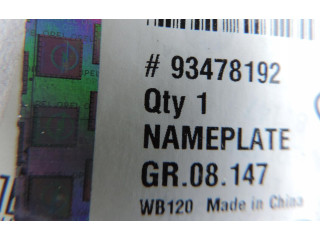 # 93478192
Qty 1
NAMEPLATE
GR.08.147
WB120 Made in China